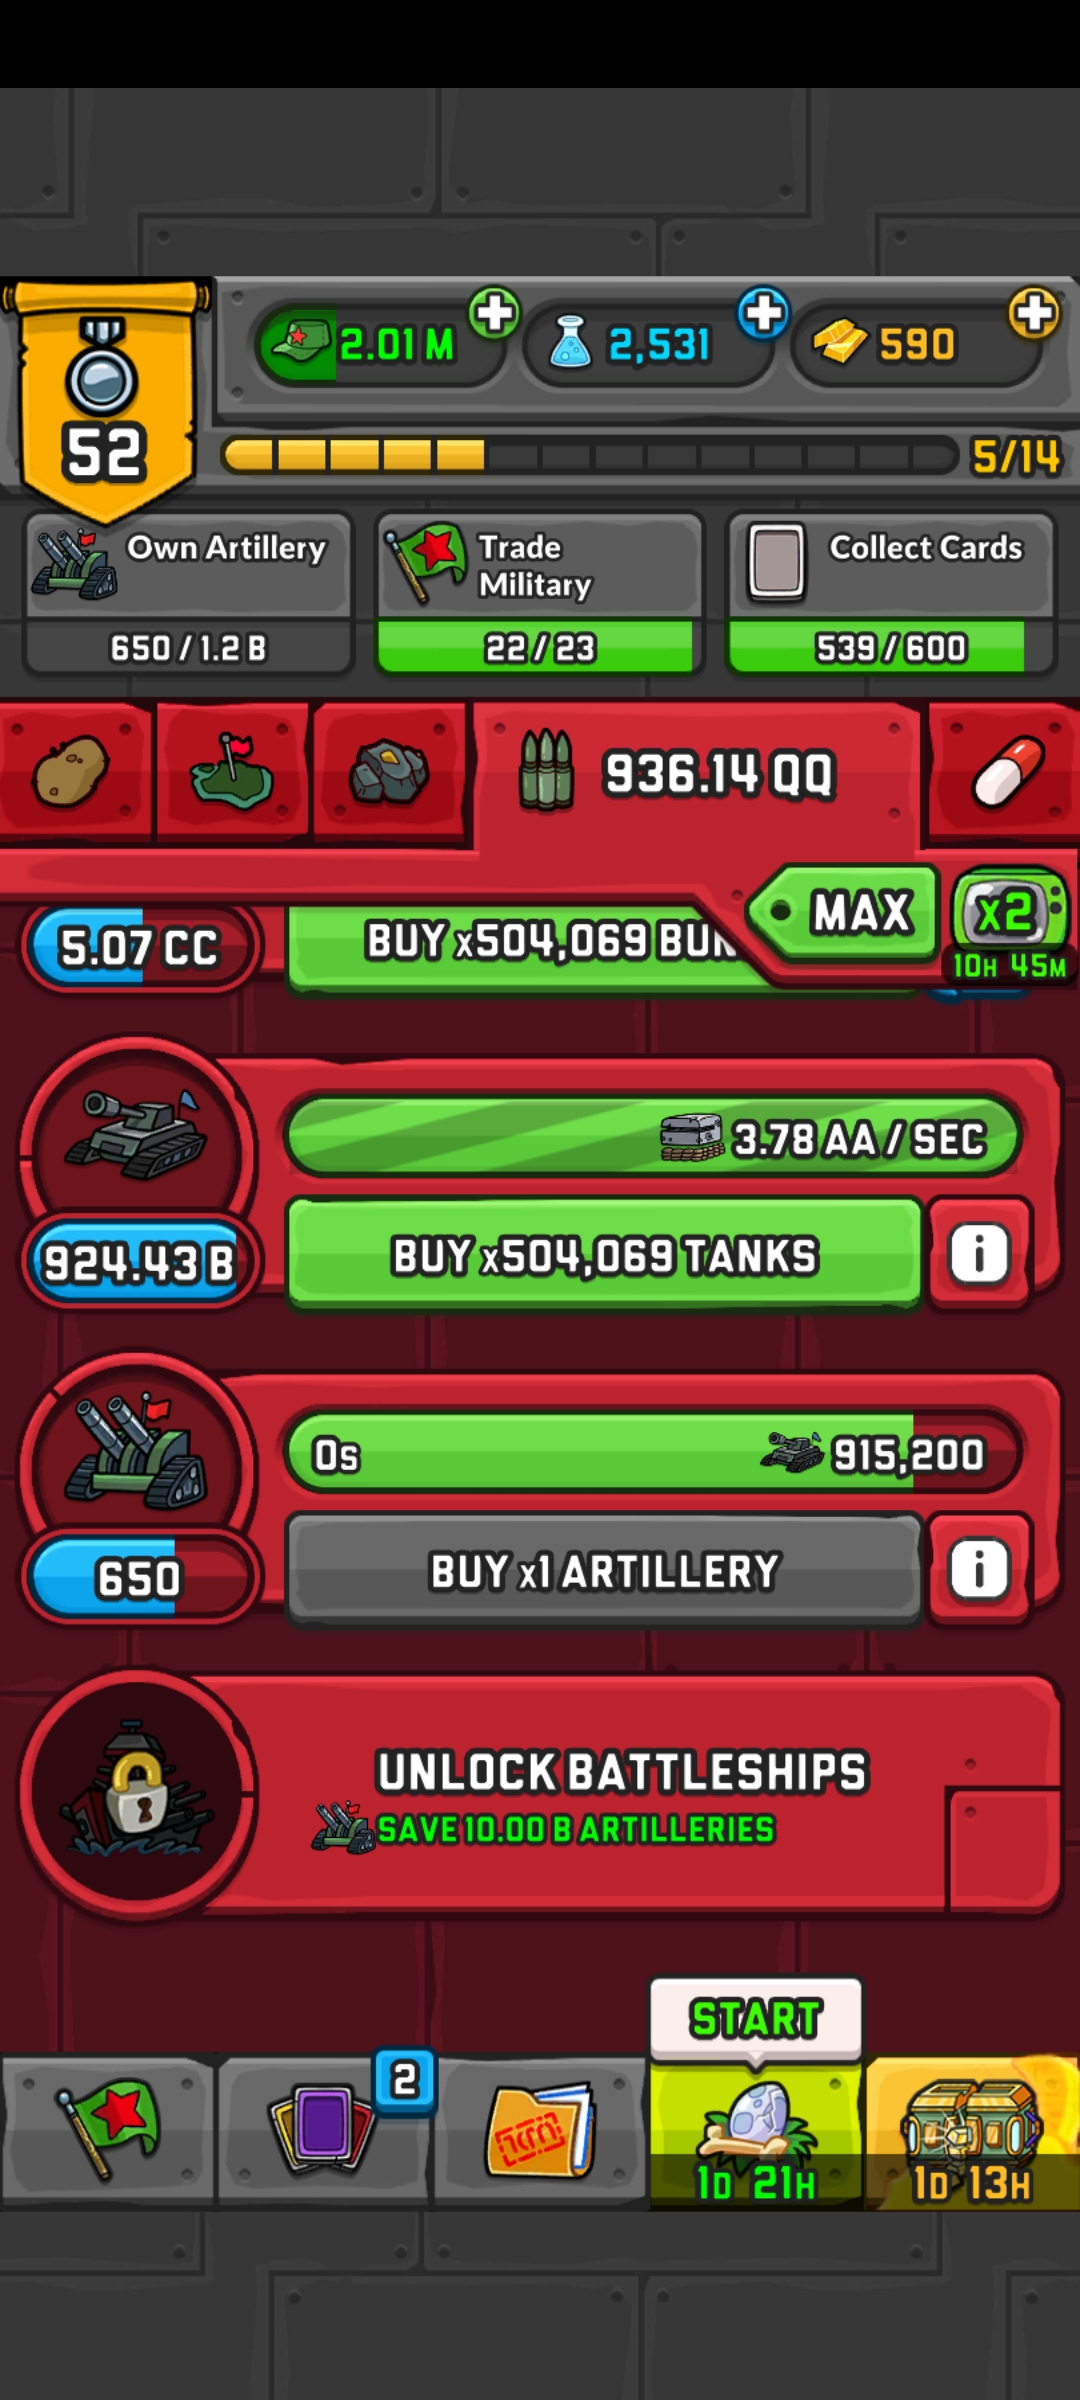 2.01 M
2,531
590
52
5/14
Own Artillery
650 / 1.2 B
Trade
Military
22 / 23
Collect Cards
539 / 600
936.14 QQ
MAX
x2
10H 45M
5.07 CC
BUY x504,069 BUN
3.78 AA / SEC
924.43 B
BUY x504,069 TANKS
i
0s
915,200
650
BUY x1 ARTILLERY
i
UNLOCK BATTLESHIPS
SAVE 10.00 B ARTILLERIES
START
2
1D 21H
1D 13H